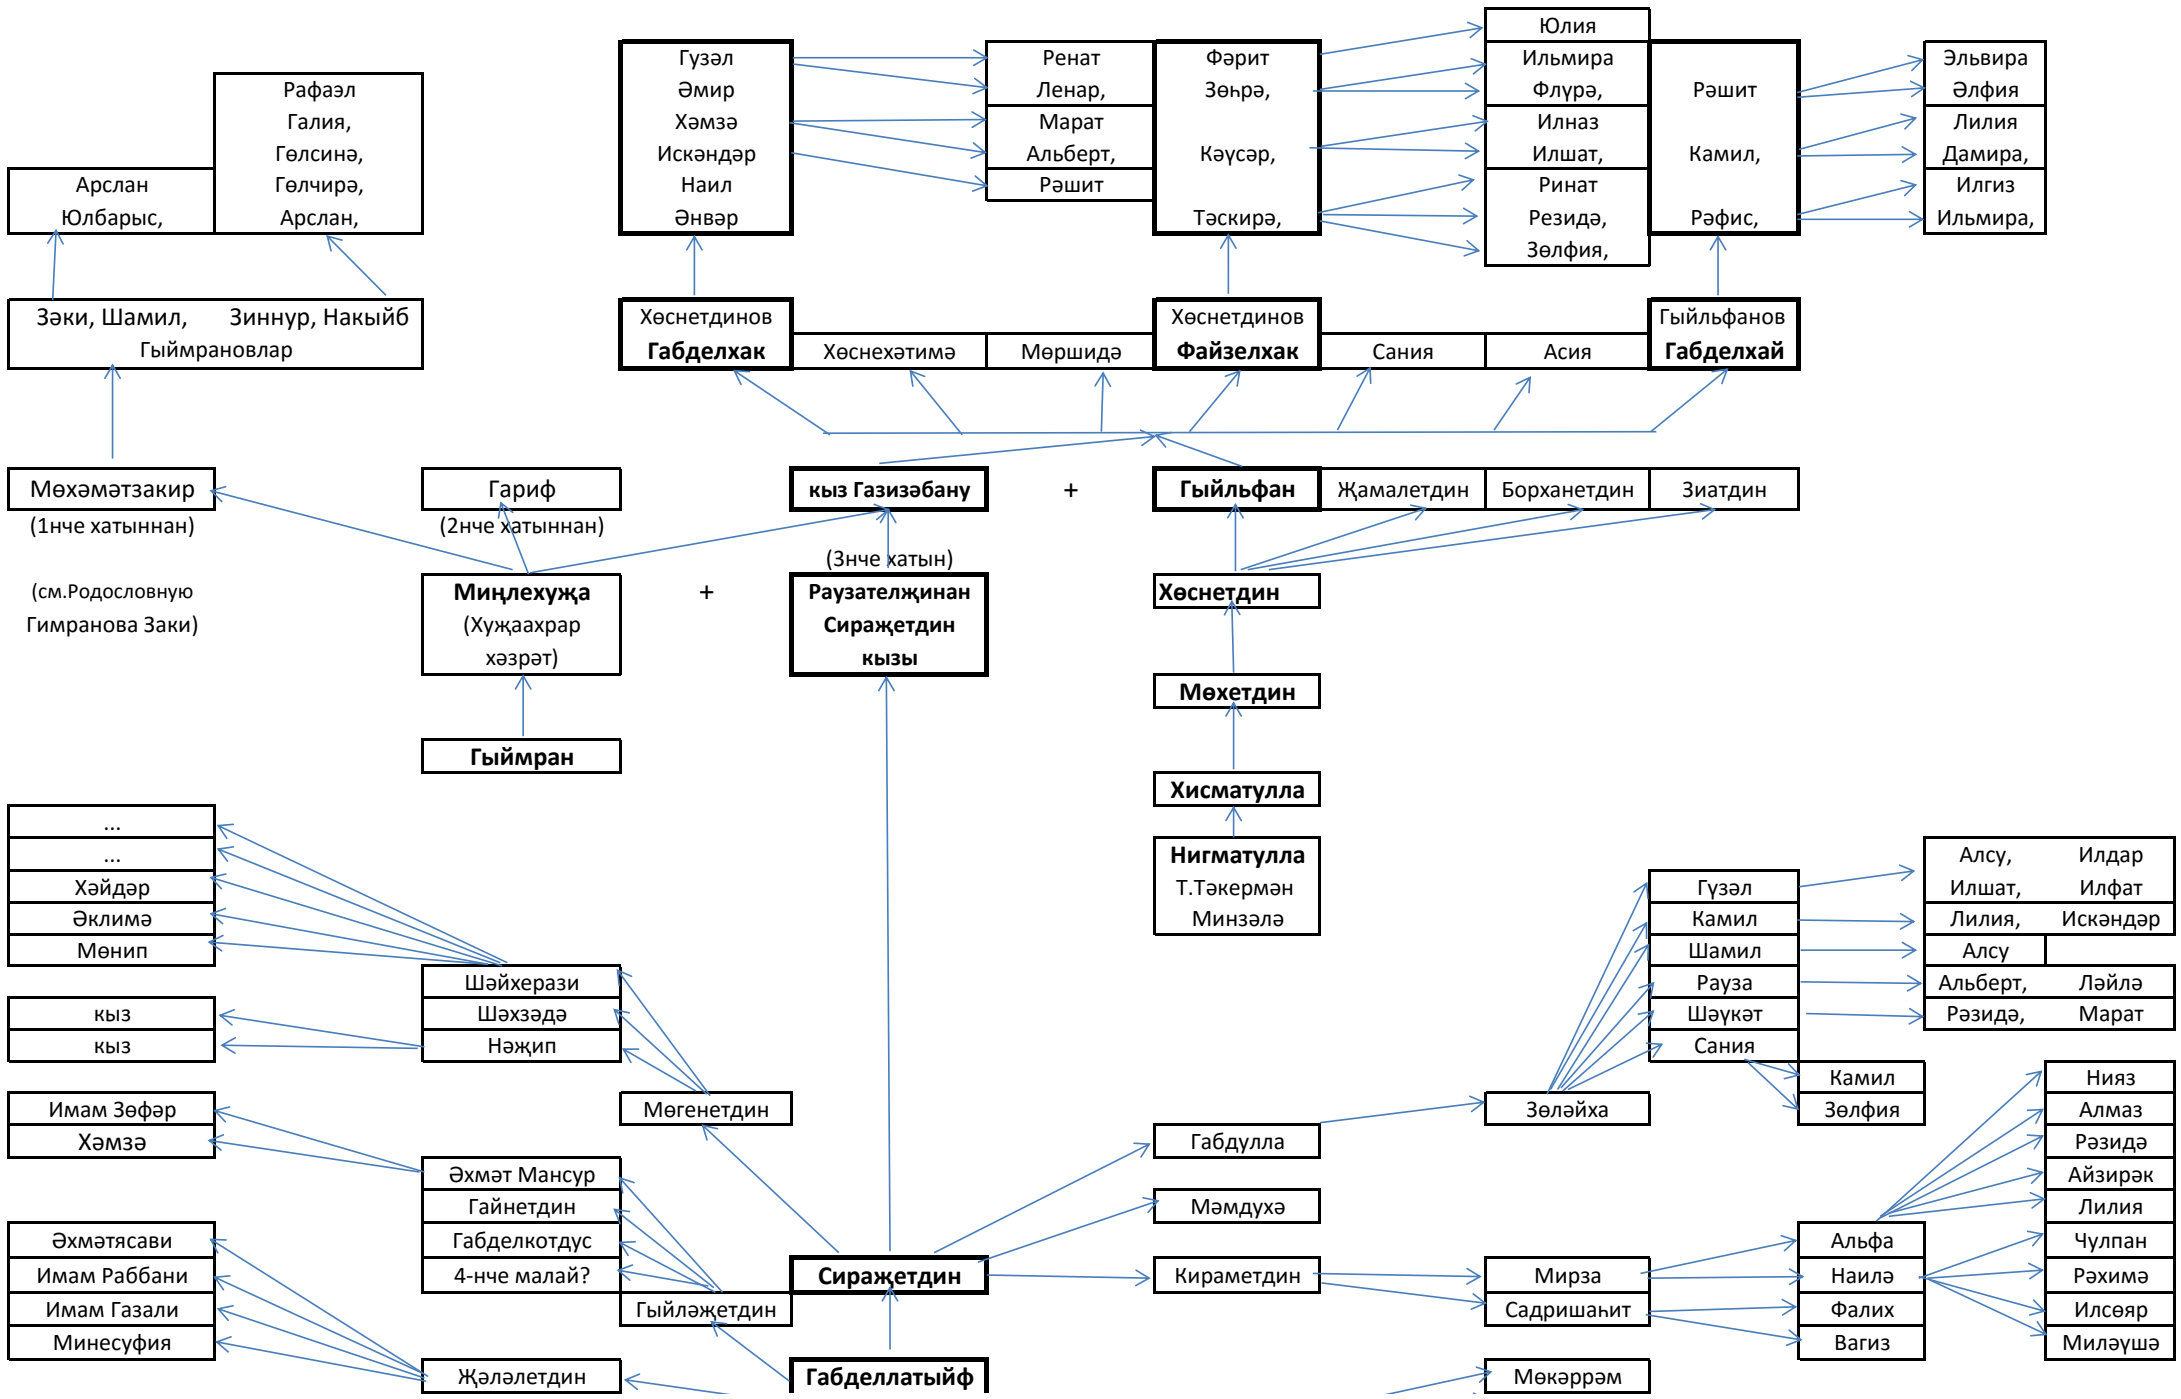 Юлия
Гүзәл Ренат Фәрит Ильмира Эльвира
Рафаэл Әмир Ленар, Зөһрә, Флүрә, Рәшит Әлфия
Галия, Хәмзә Марат Илназ Лилия
Гөлсинә, Искәндәр Альберт, Кәүсәр, Илшат, Камил, Дамира,
Арслан Гөлчирә, Наил Рәшит Ринат Илгиз
Юлбарыс, Арслан, Әнвәр Тәскирә, Резидә, Рәфис, Ильмира,
Зөлфия,
Зәки, Шамил, Зиннур, Накыйб Хөснетдинов Хөснетдинов Гыйльфанов
Гыймрановлар Габделхак Хөснехәтимә Мөршидә Файзелхак Сания Асия Габделхай
Мөхәмәтзакир Гариф кыз Газизәбану + Гыйльфан Җамалетдин Борханетдин Зиатдин
(1нче хатыннан) (2нче хатыннан)
(3нче хатын)
(см.Родословную Миңлехуҗа + Раузателҗинан Хөснетдин
Гимранова Заки) (Хуҗаахрар Сираҗетдин
хәзрәт) кызы
Мөхетдин
Гыймран
Хисматулла
...
... Нигматулла Алсу, Илдар
Хәйдәр Т.Тәкермән Гүзәл Илшат, Илфат
Әклимә Минзәлә Камил Лилия, Искәндәр
Мөнип Шамил Алсу
Шәйхерази Рауза Альберт, Ләйлә
кыз Шәхзәдә Шәүкәт Рәзидә, Марат
кыз Нәҗип Сания
Камил Нияз
Имам Зөфәр Мөгенетдин Зөләйха Зөлфия Алмаз
Хәмзә Габдулла Рәзидә
Әхмәт Мансур Айзирәк
Гайнетдин Мәмдухә Лилия
Әхмәтясави Габделкотдус Альфа Чулпан
Имам Раббани 4-нче малай? Сираҗетдин Кираметдин Мирза Наилә Рәхимә
Имам Газали Гыйләҗетдин Садришаһит Фалих Илсөяр
Минесуфия Вагиз Миләүшә
Җәләлетдин Габделлатыйф Мөкәррәм